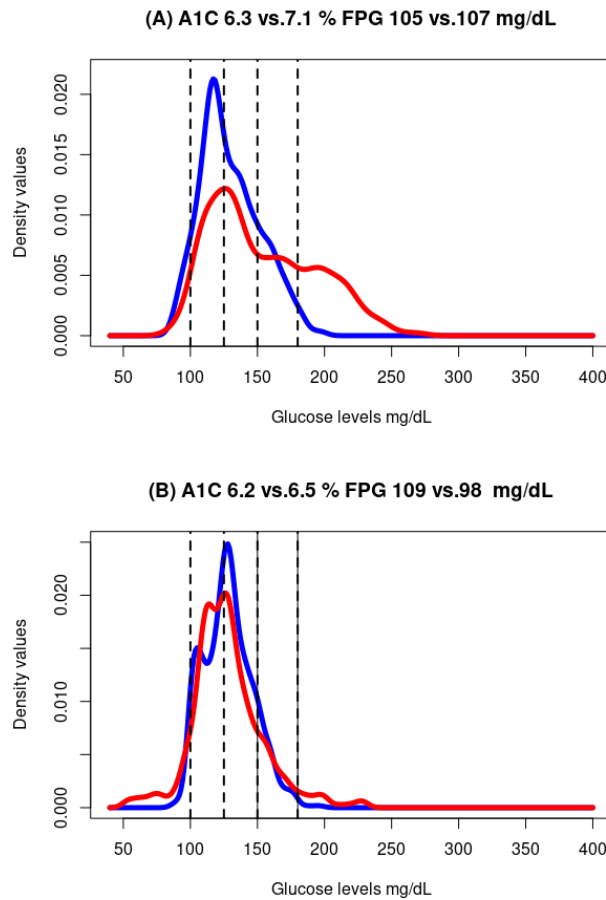 (A) A1C 6.3 vs.7.1 % FPG 105 vs.107 mg/dL
Density values
0.000
0.005
0.010
0.015
0.020
50 100 150 200 250 300 350 400
Glucose levels mg/dL
(B) A1C 6.2 vs.6.5 % FPG 109 vs.98 mg/dL
Density values
0.000
0.010
0.020
50 100 150 200 250 300 350 400
Glucose levels mg/dL